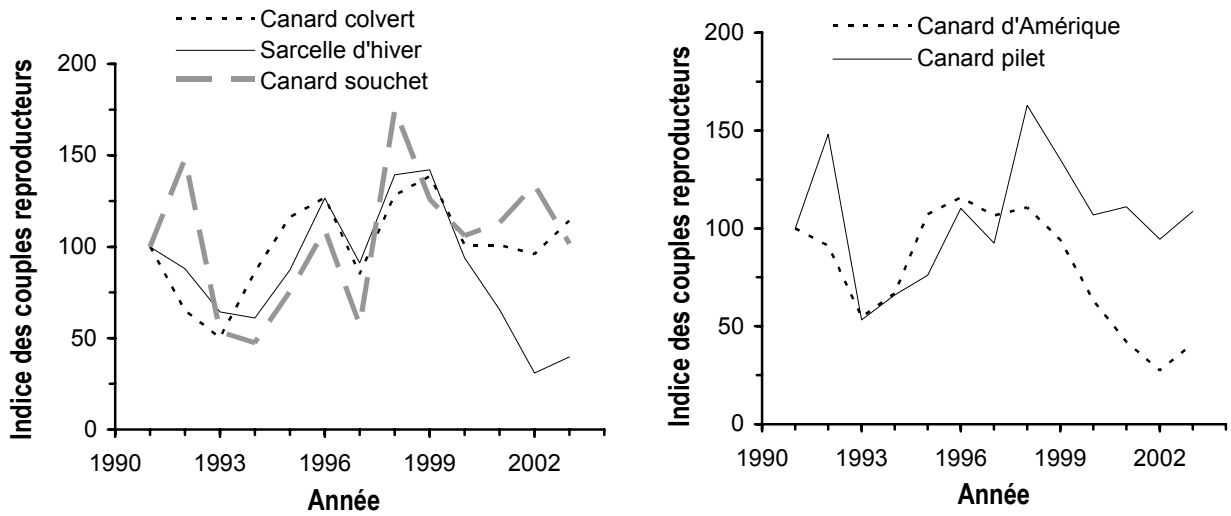 Canard colvert
Sarcelle d'hiver
Canard souchet
Indice des couples reproducteurs
200
150
100
50
0
1990
1993
1996
1999
2002
Année
Canard d'Amérique
Canard pilet
Indice des couples reproducteurs
200
150
100
50
0
1990
1993
1996
1999
2002
Année